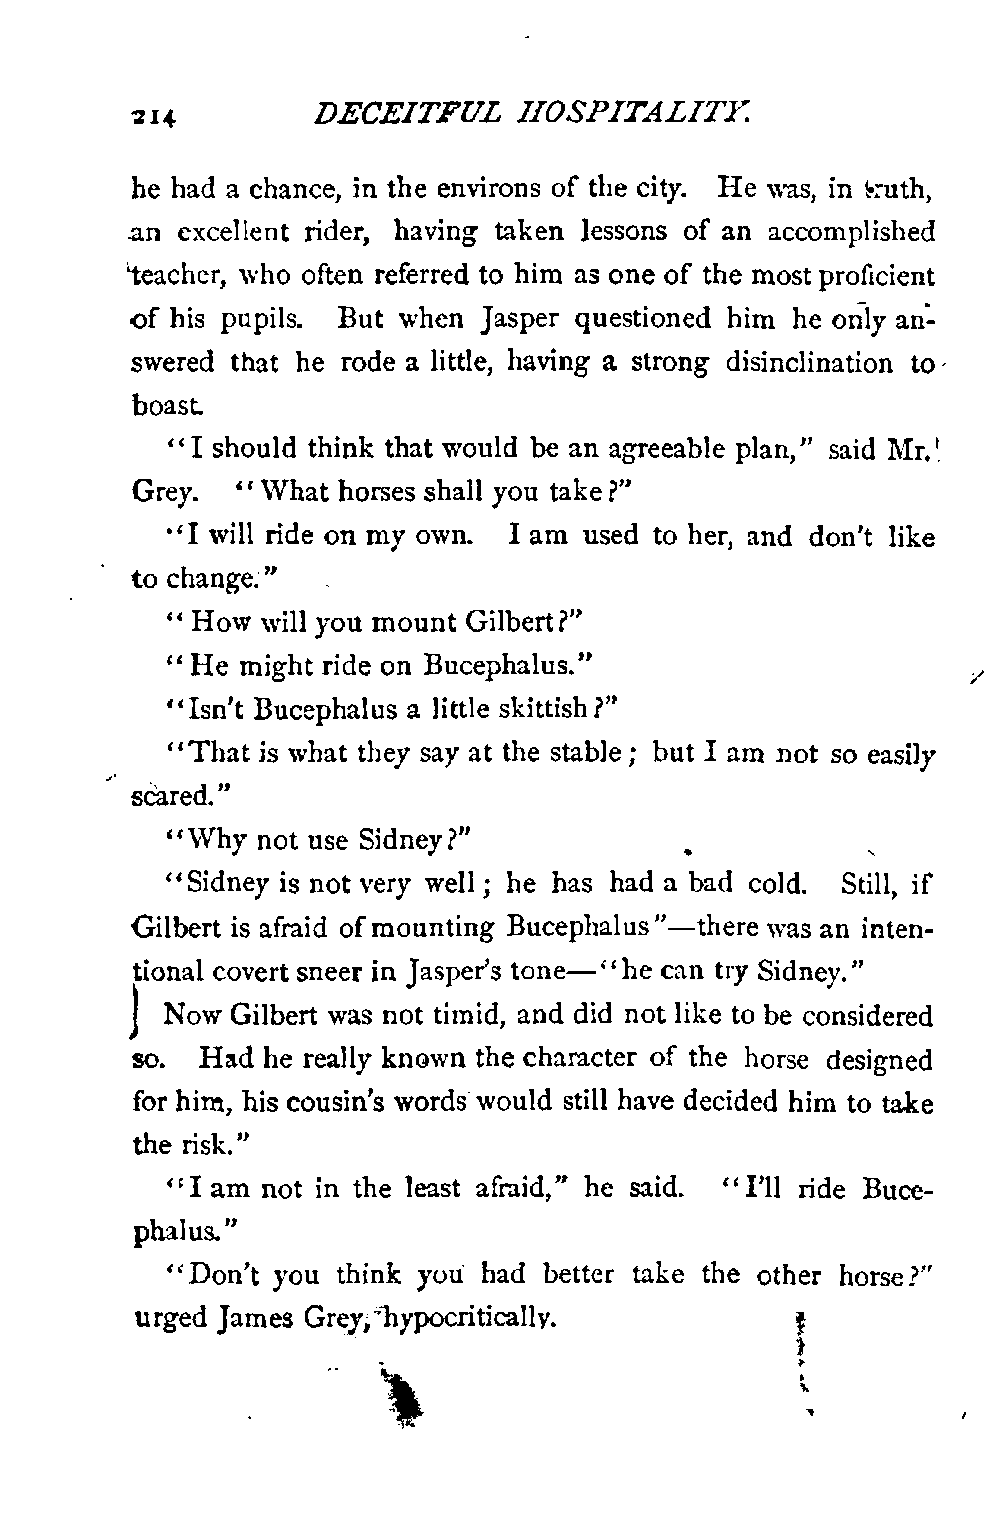 214 DECEITFUL HOSPITALITY.
he had a chance, in the environs of the city. He was, in truth,
an excellent rider, having taken lessons of an accomplished
teacher, who often referred to him as one of the most proficient
of his pupils. But when Jasper questioned him he only an-
swered that he rode a little, having a strong disinclination to
boast.
"I should think that would be an agreeable plan," said Mr.
Grey. "What horses shall you take?"
"I will ride on my own. I am used to her, and don't like
to change."
"How will you mount Gilbert?"
"He might ride on Bucephalus."
"Isn't Bucephalus a little skittish?"
"That is what they say at the stable; but I am not so easily
scared."
"Why not use Sidney?"
"Sidney is not very well; he has had a bad cold. Still, if
Gilbert is afraid of mounting Bucephalus"—there was an inten-
tional covert sneer in Jasper's tone—"he can try Sidney."
Now Gilbert was not timid, and did not like to be considered
so. Had he really known the character of the horse designed
for him, his cousin's words would still have decided him to take
the risk."
"I am not in the least afraid," he said. "I'll ride Buce-
phalus."
"Don't you think you had better take the other horse?"
urged James Grey, hypocritically.